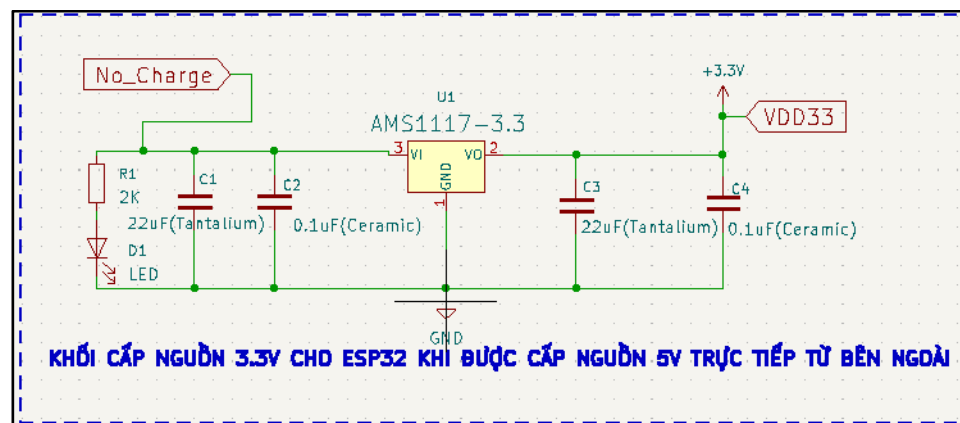 No_Charge
+3.3V
VDD33
U1
AMS1117-3.3
3
VI
VO
2
GND
1
R1
2K
C1
22uF(Tantalium)
C2
0.1uF(Ceramic)
C3
22uF(Tantalium)
C4
0.1uF(Ceramic)
D1
LED
GND
KHỐI CẤP NGUỒN 3.3V CHO ESP32 KHI ĐƯỢC CẤP NGUỒN 5V TRỰC TIẾP TỪ BÊN NGOÀI